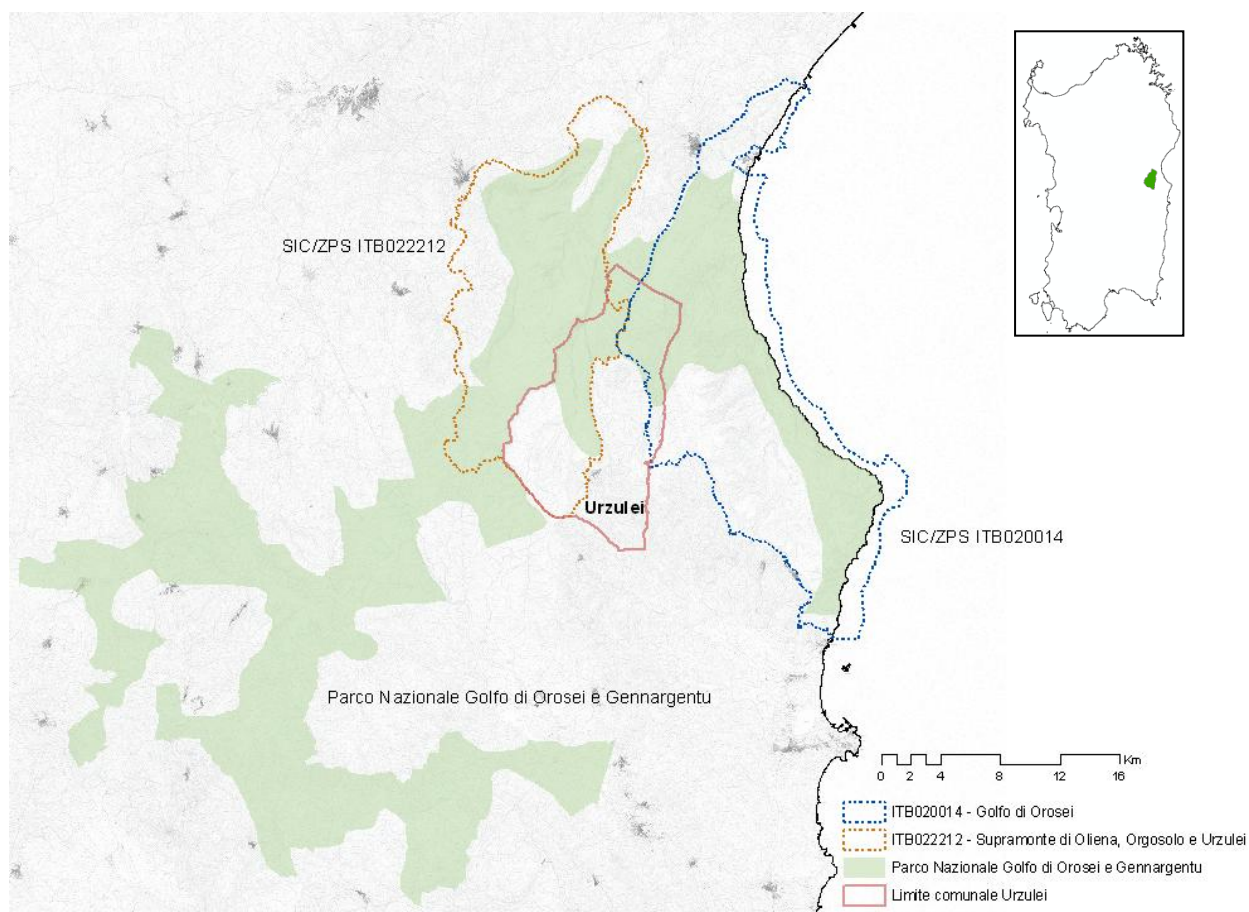 SIC/ZPS ITB022212
Urzulei
SIC/ZPS ITB020014
Parco Nazionale Golfo di Orosei e Gennargentu
Km
0 2 4 8 12 16
ITB020014 - Golfo di Orosei
ITB022212 - Supramonte di Oliena, Orgosolo e Urzulei
Parco Nazionale Golfo di Orosei e Gennargentu
Limite comunale Urzulei